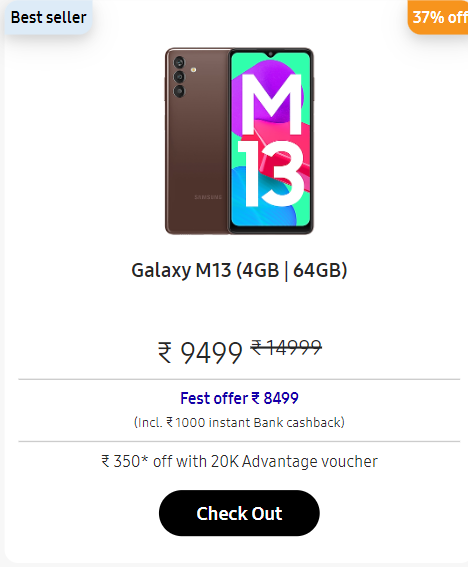 Best seller
37% off
M
13
SAMSUNG
Galaxy M13 (4GB | 64GB)
₹ 9499 ₹ 14999
Fest offer ₹ 8499
(Incl. ₹ 1000 instant Bank cashback)
₹ 350* off with 20K Advantage voucher
Check Out